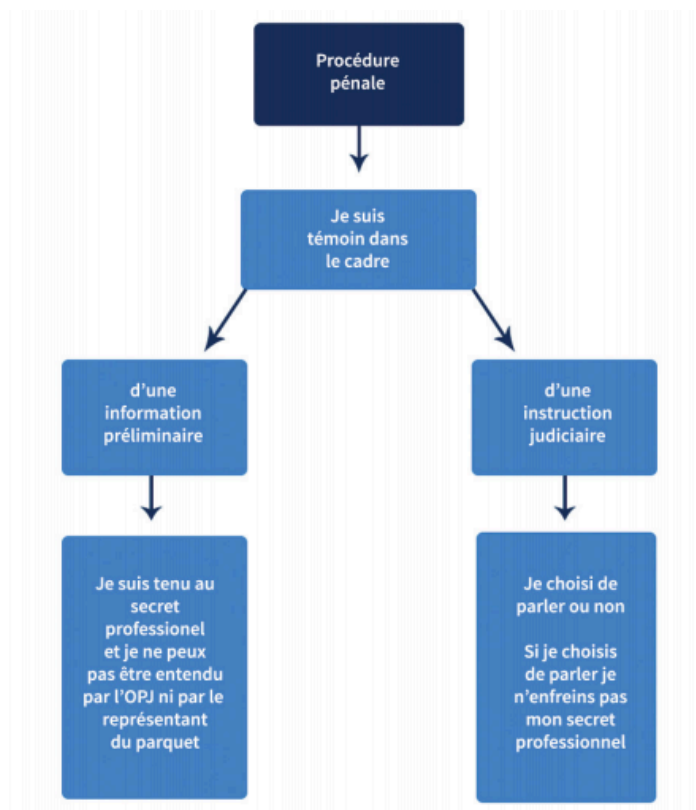 Procédure
pénale
Je suis
témoin dans
le cadre
d'une
information
préliminaire
d'une
instruction
judiciaire
Je suis tenu au
secret
professionel
et je ne peux
pas être entendu
par l'OPJ ni par le
représentant
du parquet
Je choisi de
parler ou non
Si je choisis
de parler je
n'enfreins pas
mon secret
professionnel